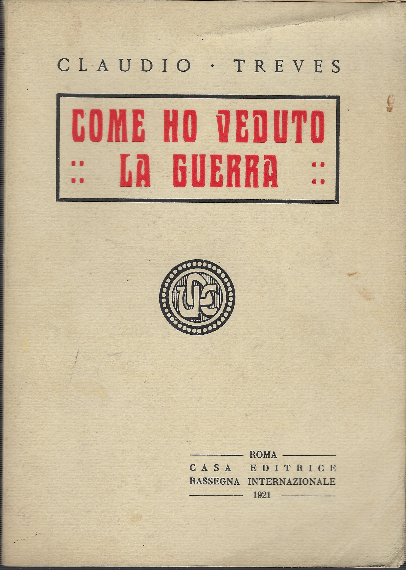 CLAUDIO · TREVES
COME HO VEDUTO
:: LA GUERRA ::
ROMA
CASA EDITRICE
RASSEGNA INTERNAZIONALE
1921